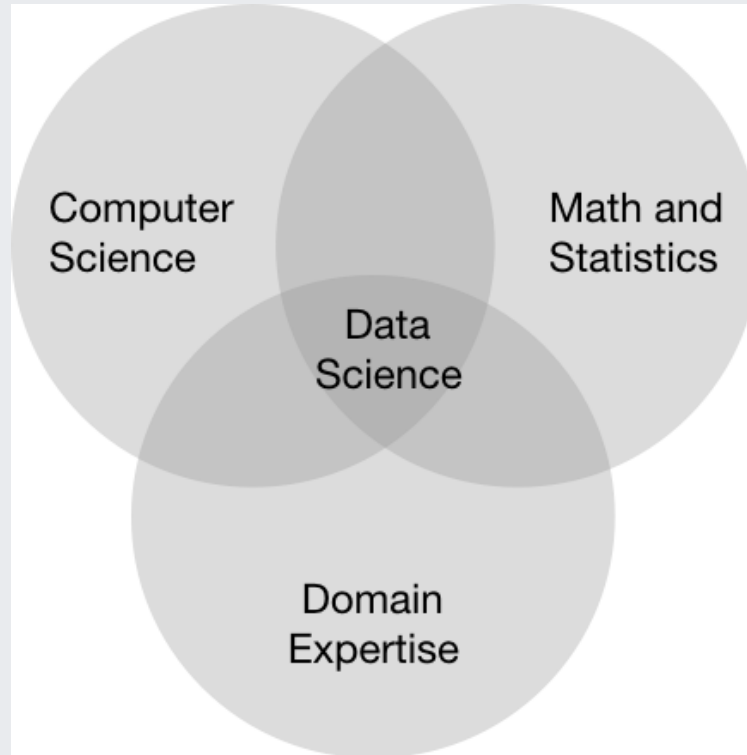 Computer
Science
Math and
Statistics
Data
Science
Domain
Expertise